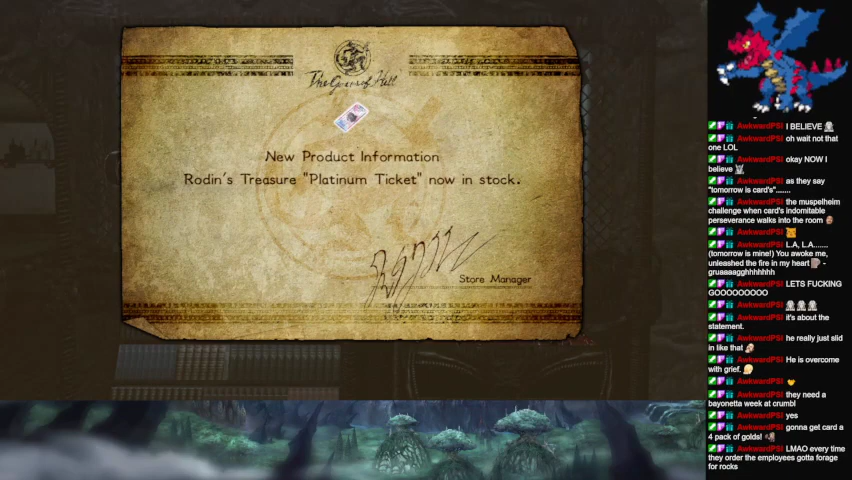 The Gates of Hell
New Product Information
Rodin's Treasure "Platinum Ticket" now in stock.
Store Manager
AwkwardPSI I BELIEVE
AwkwardPSI oh wait not that
one LOL
AwkwardPSI okay NOW I
believe
AwkwardPSI as they say
"tomorrow is card's".......
AwkwardPSI the muspelheim
challenge when card's indomitable
perseverance walks into the room
AwkwardPSI
AwkwardPSI L.A, L.A.......
(tomorrow is mine!) You awoke me,
unleashed the fire in my heart -
gruaaaagghhhhhhh
AwkwardPSI LETS FUCKING
GOOOOOOOOO
AwkwardPSI
AwkwardPSI it's about the
statement.
AwkwardPSI he really just slid
in like that
AwkwardPSI He is overcome
with grief.
AwkwardPSI
AwkwardPSI they need a
bayonetta week at crumbl
AwkwardPSI yes
AwkwardPSI gonna get card a
4 pack of golds!
AwkwardPSI LMAO every time
they order the employees gotta forage
for rocks